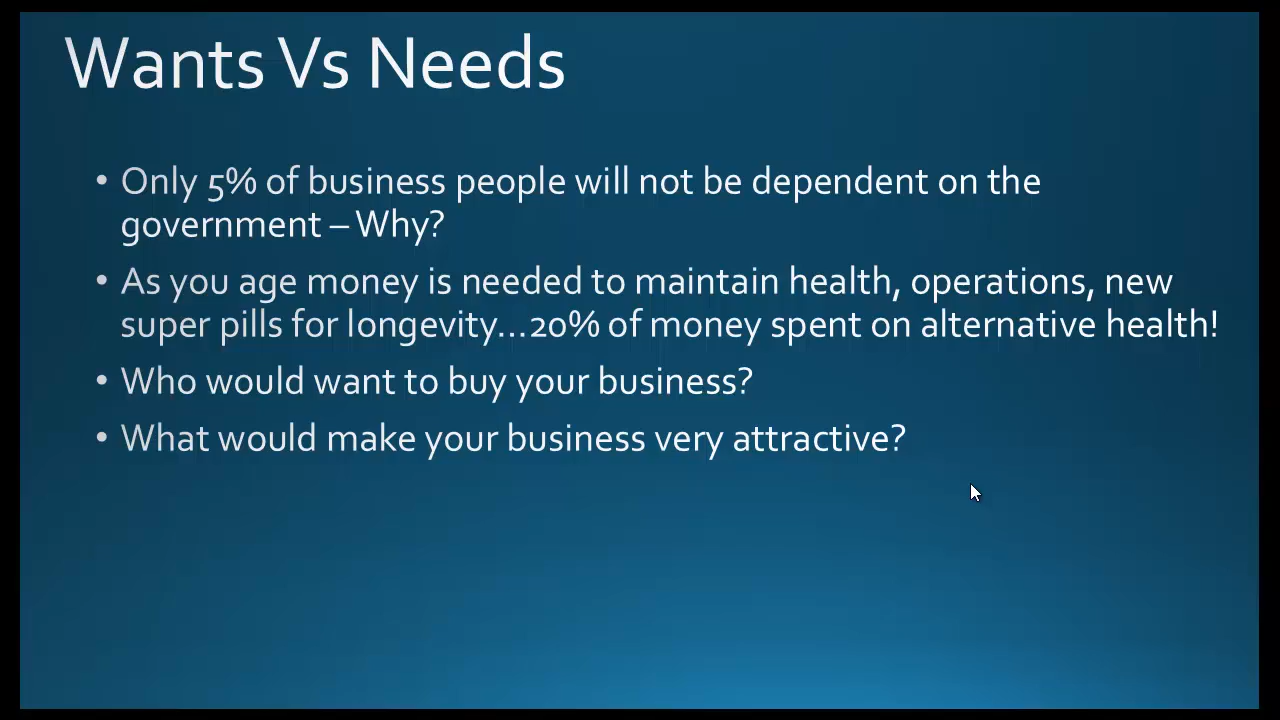 Wants Vs Needs
• Only 5% of business people will not be dependent on the
government – Why?
• As you age money is needed to maintain health, operations, new
super pills for longevity…20% of money spent on alternative health!
• Who would want to buy your business?
• What would make your business very attractive?